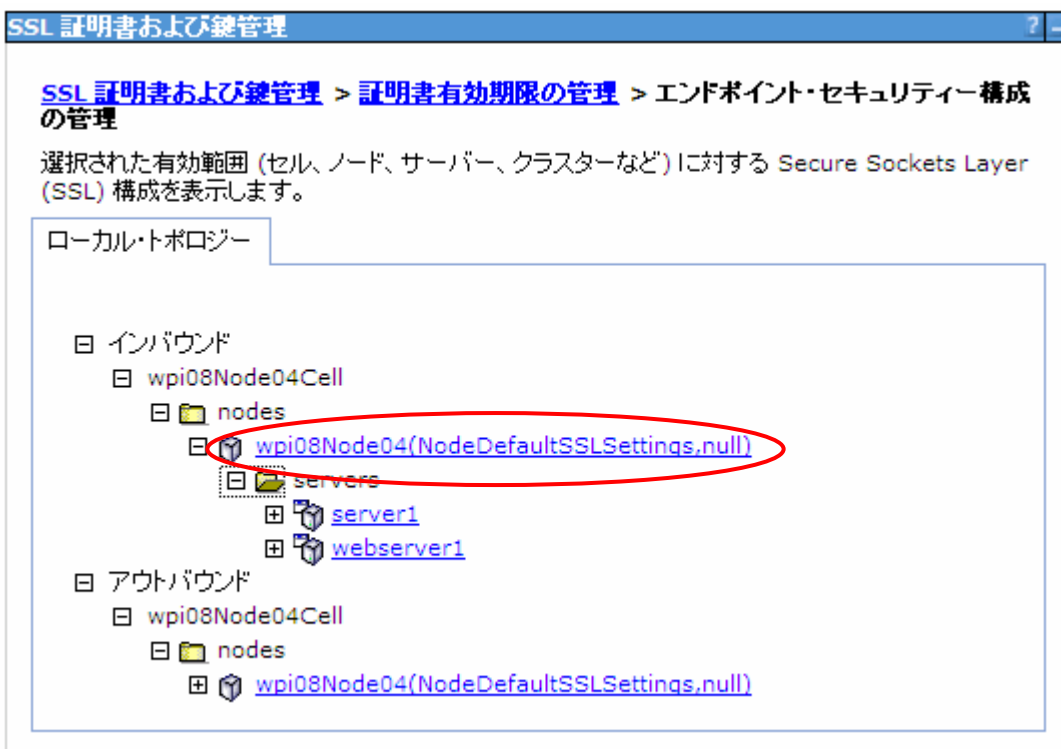 SSL 証明書および鍵管理
?
SSL 証明書および鍵管理 > 証明書有効期限の管理 > エンドポイント・セキュリティー構成
の管理
選択された有効範囲 (セル、ノード、サーバー、クラスターなど) に対する Secure Sockets Layer
(SSL) 構成を表示します。
ローカル・トポロジー
インバウンド
wpi08Node04Cell
nodes
wpi08Node04(NodeDefaultSSLSettings,null)
servers
server1
webserver1
アウトバウンド
wpi08Node04Cell
nodes
wpi08Node04(NodeDefaultSSLSettings,null)